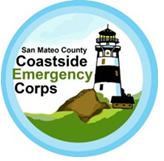 San Mateo County
Coastside
Emergency
Corps